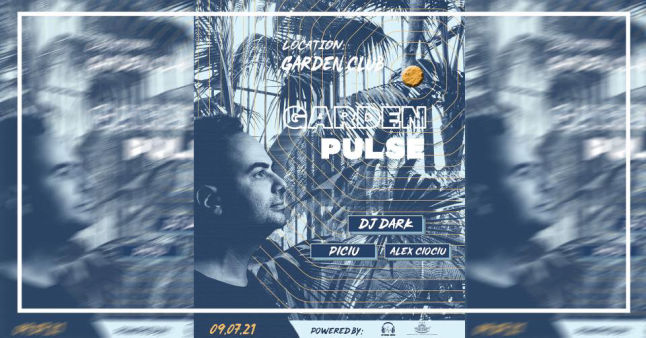 LOCATION:
GARDEN CLUB
GARDEN
PULSE
DJ DARK
PICIU
ALEX CIOCIU
09.07.21
POWERED BY: